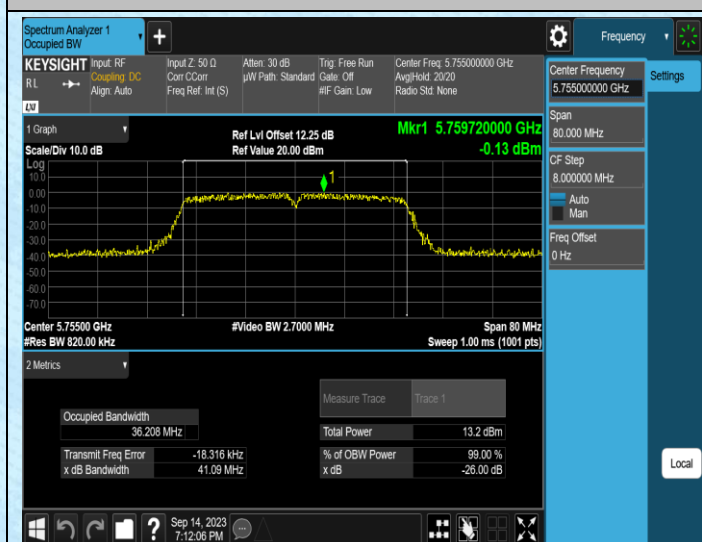 Spectrum Analyzer 1
Occupied BW
+
Frequency
KEYSIGHT
RL
LXI
Input: RF
Coupling: DC
Align: Auto
Input Z: 50 Ω
Corr CCorr
Freq Ref: Int (S)
Atten: 30 dB
µW Path: Standard
Trig: Free Run
Gate: Off
#IF Gain: Low
Center Freq: 5.755000000 GHz
Avg|Hold: 20/20
Radio Std: None
Center Frequency
5.755000000 GHz
Settings
Span
80.000 MHz
CF Step
8.000000 MHz
Auto
Man
Freq Offset
0 Hz
1 Graph
Scale/Div 10.0 dB
Ref Lvl Offset 12.25 dB
Ref Value 20.00 dBm
Mkr1 5.759720000 GHz
-0.13 dBm
Log
10.0
0.00
-10.0
-20.0
-30.0
-40.0
-50.0
-60.0
-70.0
1
Center 5.75500 GHz
#Res BW 820.00 kHz
#Video BW 2.7000 MHz
Span 80 MHz
Sweep 1.00 ms (1001 pts)
2 Metrics
Measure Trace Trace 1
Occupied Bandwidth
36.208 MHz
Total Power 13.2 dBm
Transmit Freq Error -18.316 kHz
% of OBW Power 99.00 %
x dB Bandwidth 41.09 MHz
x dB -26.00 dB
Local
?
Sep 14, 2023
7:12:06 PM